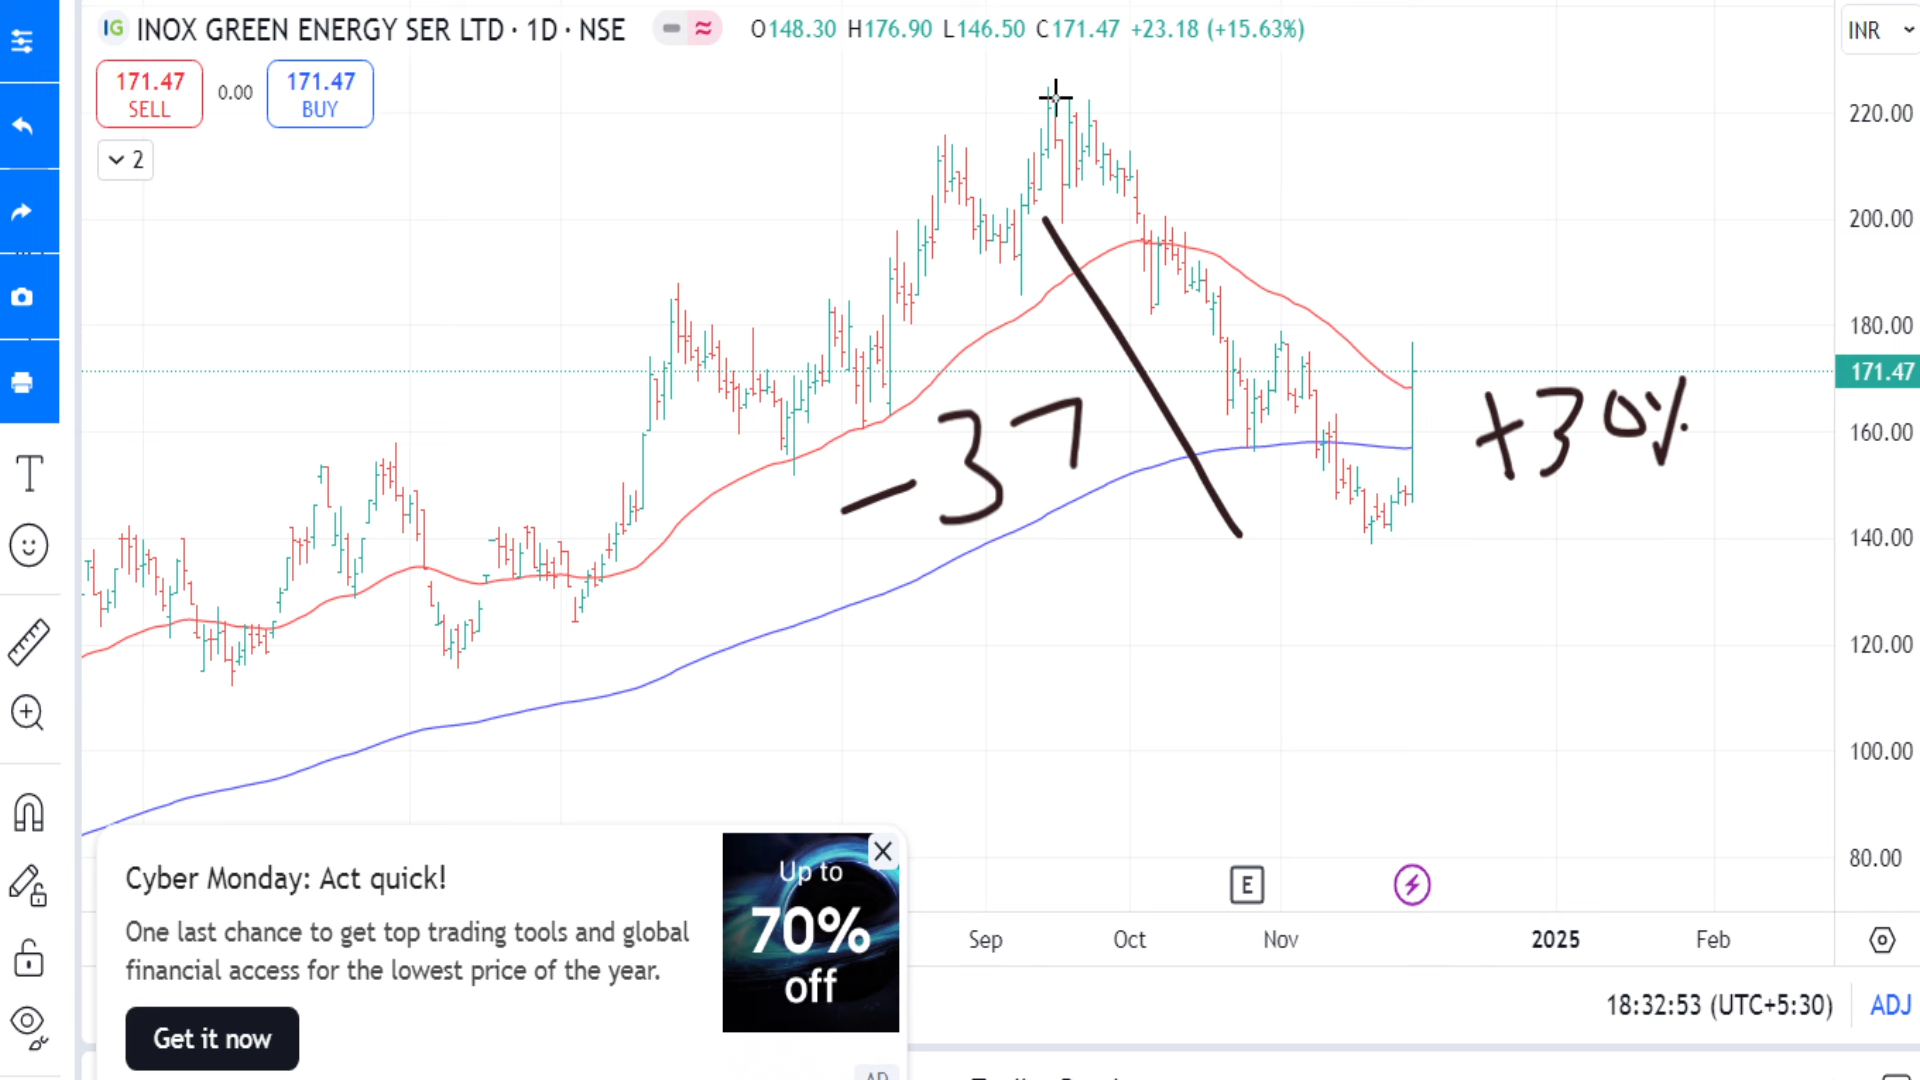 IG INOX GREEN ENERGY SER LTD · 1D · NSE O148.30 H176.90 L146.50 C171.47 +23.18 (+15.63%) INR
171.47 SELL 0.00 171.47 BUY
2
220.00
200.00
180.00
171.47
160.00
140.00
120.00
100.00
80.00
-37
+30%
E
Sep Oct Nov 2025 Feb
Cyber Monday: Act quick!
One last chance to get top trading tools and global
financial access for the lowest price of the year.
Get it now
Up to
70%
off
AD
18:32:53 (UTC+5:30) ADJ